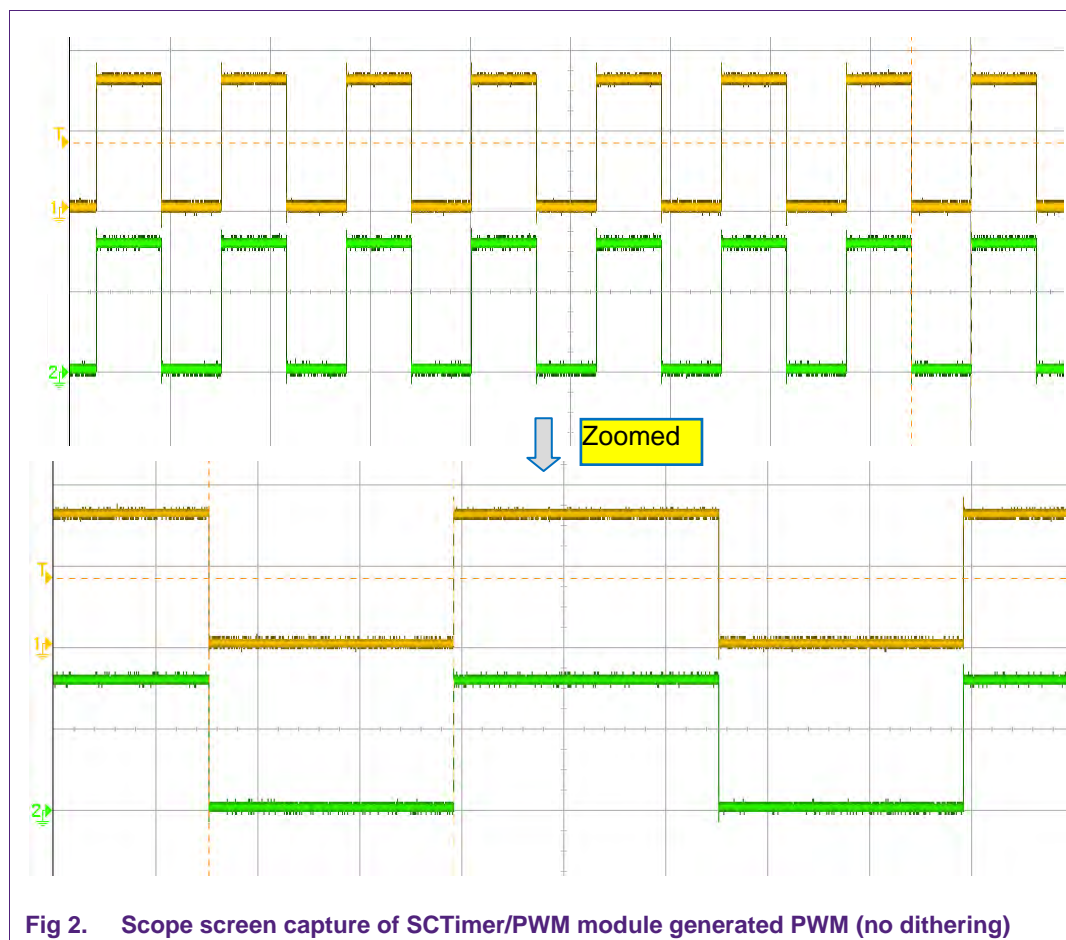 T
1
2
Zoomed
T
1
2
Fig 2. Scope screen capture of SCTimer/PWM module generated PWM (no dithering)